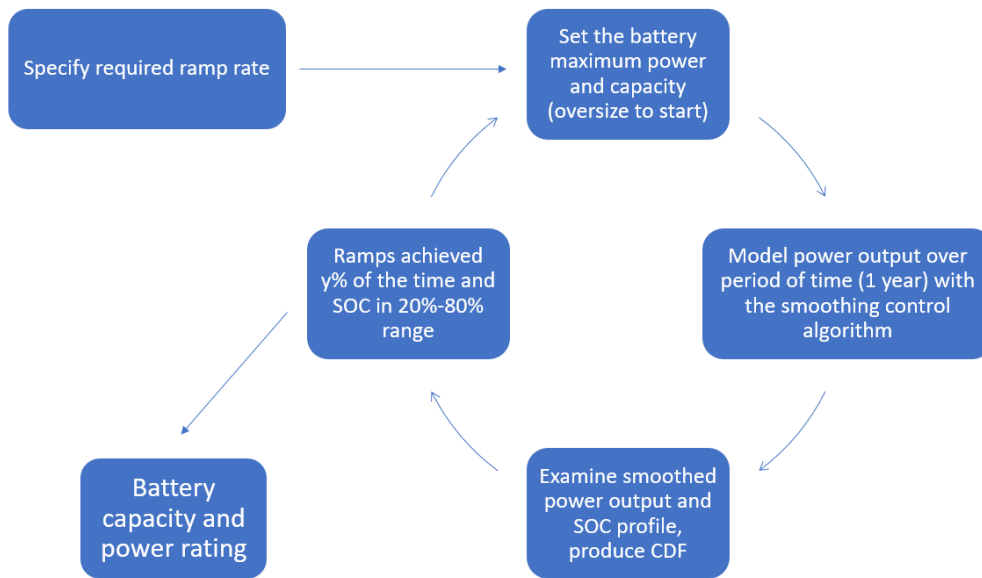 Specify required ramp rate
Set the battery
maximum power
and capacity
(oversize to start)
Model power output over
period of time (1 year) with
the smoothing control
algorithm
Examine smoothed
power output and
SOC profile,
produce CDF
Ramps achieved
y% of the time and
SOC in 20%-80%
range
Battery
capacity and
power rating